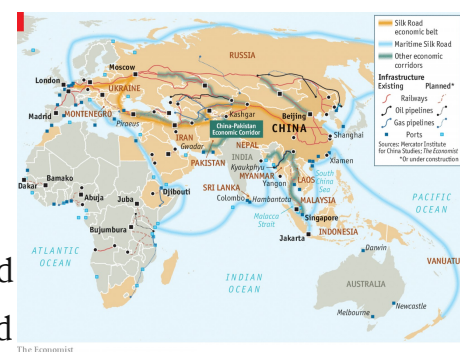 Silk Road
economic belt
Maritime Silk Road
Other economic
corridors
Infrastructure
Existing Planned*
Railways
Oil pipelines
Gas pipelines
Ports
Sources: Mercator Institute
for China Studies; The Economist
*Or under construction
RUSSIA
Moscow
London
UKRAINE
Madrid
MONTENEGRO
Piraeus
Kashgar
Beijing
China-Pakistan
Economic Corridor
CHINA
IRAN
Gwadar
Shanghai
NEPAL
PAKISTAN
INDIA
Kyaukphyu
Xiamen
MYANMAR
LAOS
Yangon
South
China
Sea
PACIFIC
OCEAN
Dakar
Bamako
Abuja
Juba
Djibouti
SRI LANKA
Colombo
Hambantota
MALAYSIA
Malacca
Strait
Singapore
Bujumbura
Jakarta
INDONESIA
ATLANTIC
OCEAN
INDIAN
OCEAN
Darwin
VANUATU
AUSTRALIA
Newcastle
Melbourne
d
d
The Economist